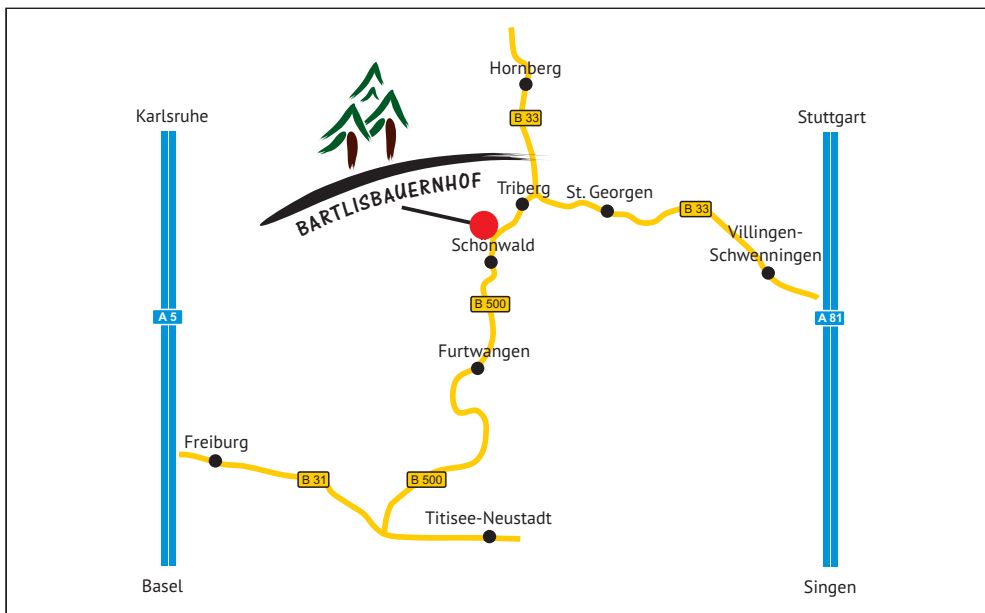 Hornberg
Karlsruhe
Stuttgart
B 33
BARTLISBAUERNHOF
Triberg
St. Georgen
B 33
Villingen-
Schwenningen
Schönwald
B 500
A 5
A 81
Furtwangen
Freiburg
B 31
B 500
Titisee-Neustadt
Basel
Singen